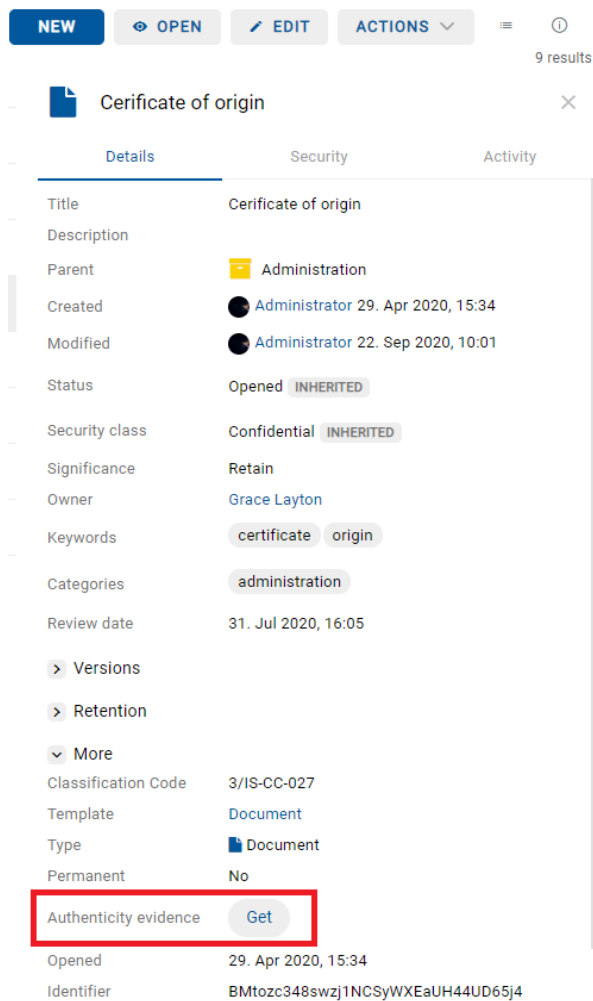 NEW OPEN EDIT ACTIONS
9 results
Cerificate of origin
Details Security Activity
Title Cerificate of origin
Description
Parent Administration
Created Administrator 29. Apr 2020, 15:34
Modified Administrator 22. Sep 2020, 10:01
Status Opened INHERITED
Security class Confidential INHERITED
Significance Retain
Owner Grace Layton
Keywords certificate origin
Categories administration
Review date 31. Jul 2020, 16:05
Versions
Retention
More
Classification Code 3/IS-CC-027
Template Document
Type Document
Permanent No
Authenticity evidence Get
Opened 29. Apr 2020, 15:34
Identifier BMtozc348swzj1NCSyWXEaUH44UD65j4